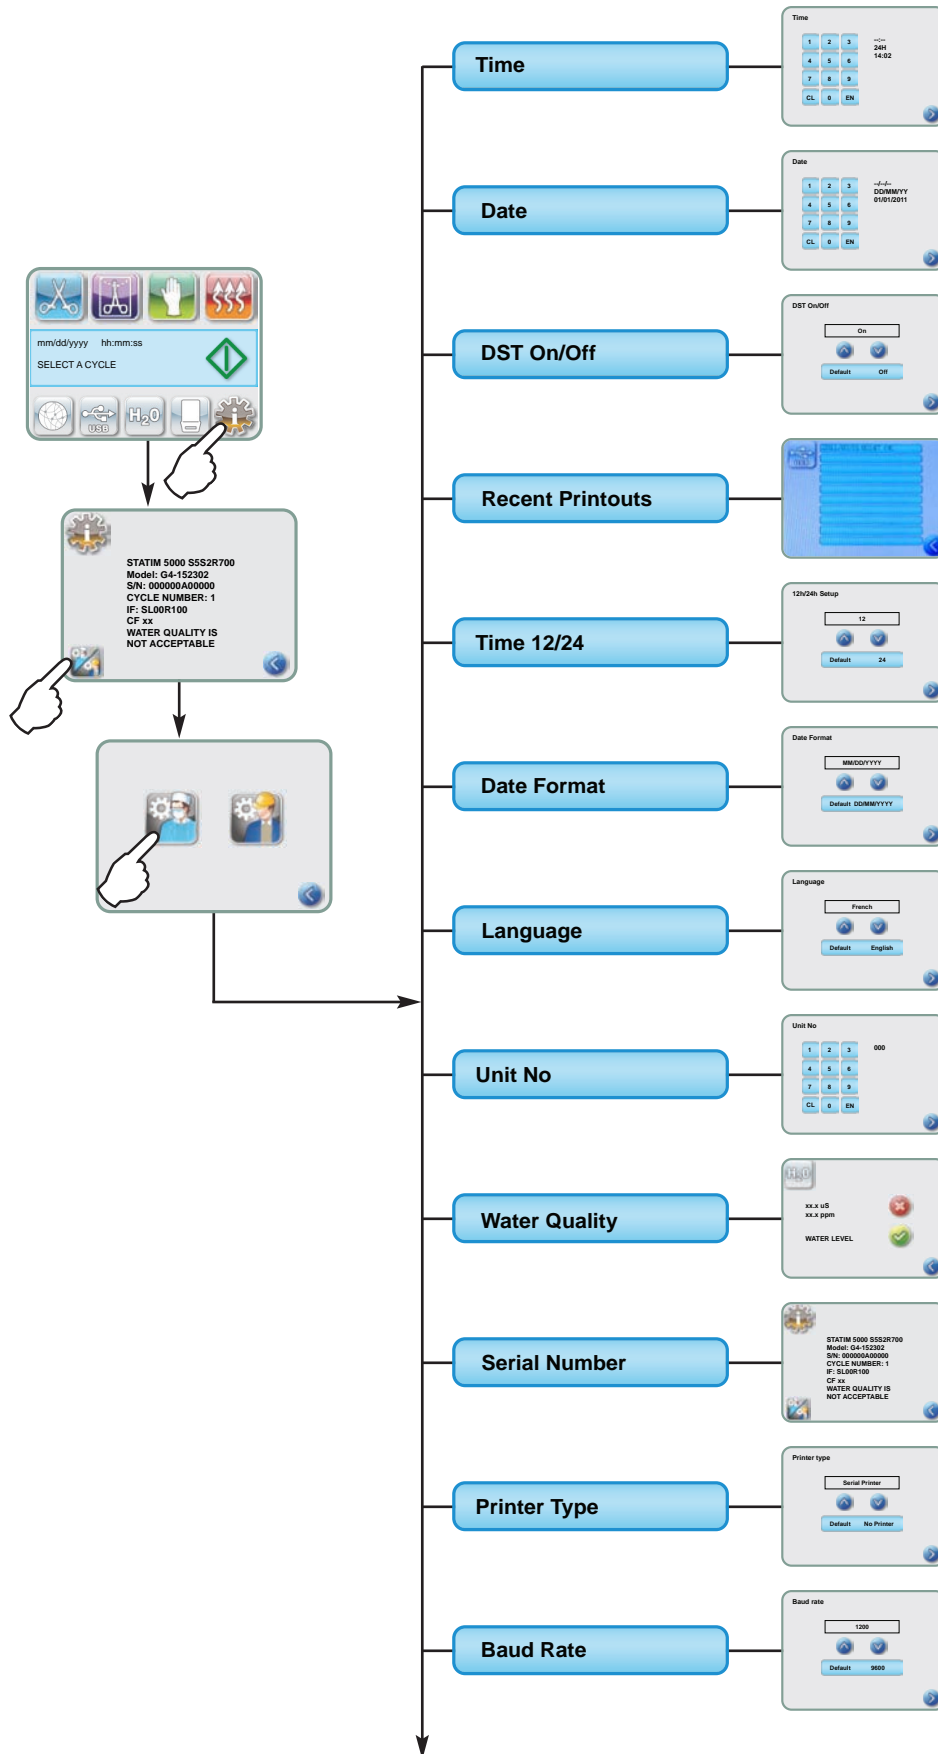 Time
Time
1 2 3
4 5 6
7 8 9
CL 0 EN
--:--
24H
14:02
Date
Date
1 2 3
4 5 6
7 8 9
CL 0 EN
--/--/--
DD/MM/YY
01/01/2011
mm/dd/yyyy hh:mm:ss
SELECT A CYCLE
USB
H2O
DST On/Off
DST On/Off
On
Default Off
Recent Printouts
STATIM 5000 S5S2R700
Model: G4-152302
S/N: 000000A00000
CYCLE NUMBER: 1
IF: SL00R100
CF xx
WATER QUALITY IS
NOT ACCEPTABLE
Time 12/24
12h/24h Setup
12
Default 24
Date Format
Date Format
MM/DD/YYYY
Default DD/MM/YYYY
Language
Language
French
Default English
Unit No
Unit No
1 2 3
4 5 6
7 8 9
CL 0 EN
000
Water Quality
H2O
xx.x uS
xx.x ppm
WATER LEVEL
Serial Number
STATIM 5000 S5S2R700
Model: G4-152302
S/N: 000000A00000
CYCLE NUMBER: 1
IF: SL00R100
CF xx
WATER QUALITY IS
NOT ACCEPTABLE
Printer Type
Printer type
Serial Printer
Default No Printer
Baud Rate
Baud rate
1200
Default 9600